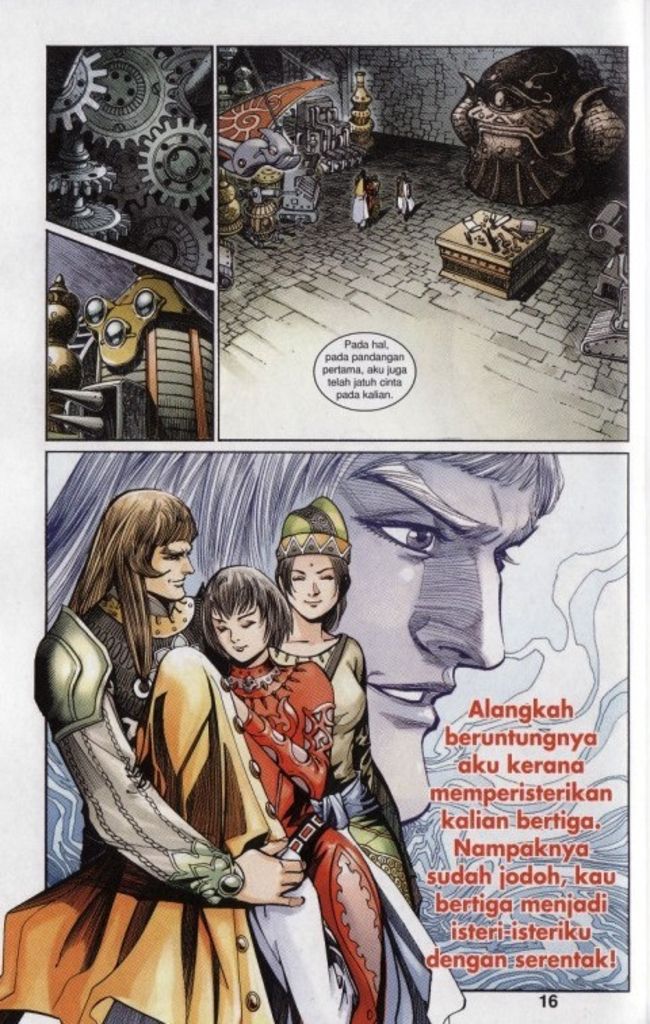 Pada hal,
pada pandangan
pertama, aku juga
telah jatuh cinta
pada kalian.
Alangkah
beruntungnya
aku kerana
memperisterikan
kalian bertiga.
Nampaknya
sudah jodoh, kau
bertiga menjadi
isteri-isteriku
dengan serentak!
16